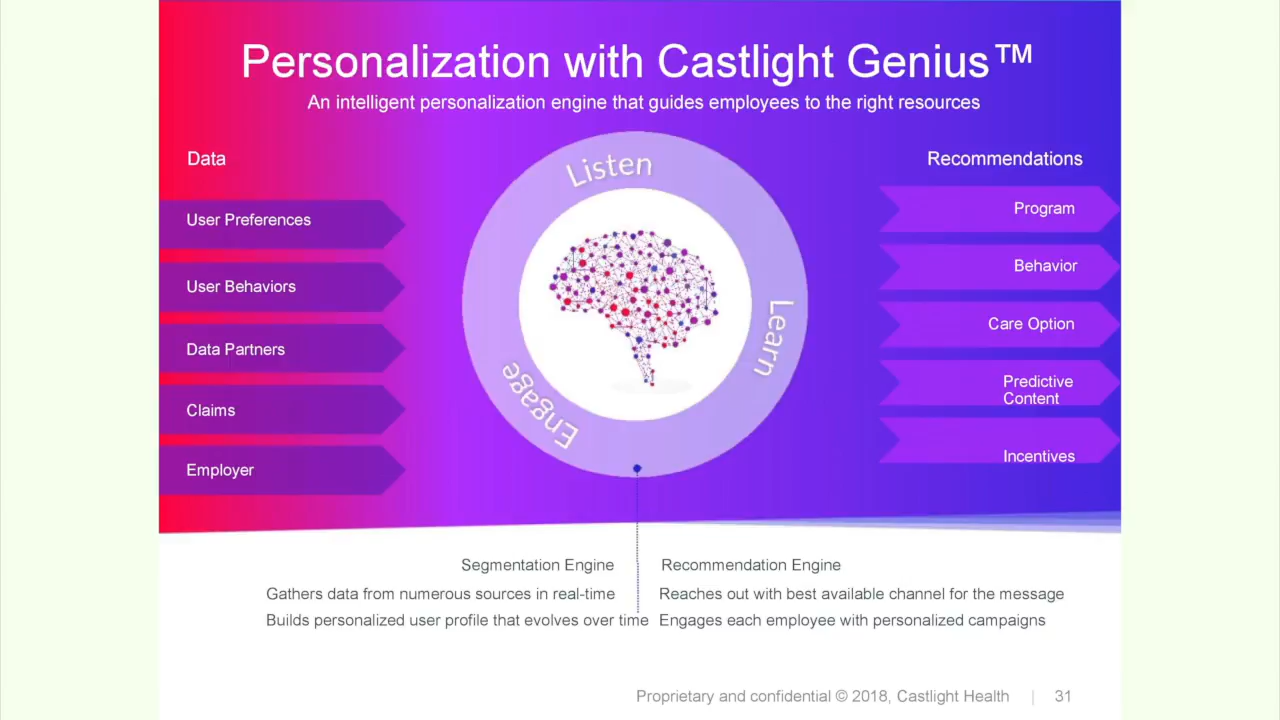 Personalization with Castlight Genius™
An intelligent personalization engine that guides employees to the right resources
Data
User Preferences
User Behaviors
Data Partners
Claims
Employer
Listen
Learn
Engage
Recommendations
Program
Behavior
Care Option
Predictive
Content
Incentives
Segmentation Engine
Gathers data from numerous sources in real-time
Builds personalized user profile that evolves over time
Recommendation Engine
Reaches out with best available channel for the message
Engages each employee with personalized campaigns
Proprietary and confidential © 2018, Castlight Health | 31